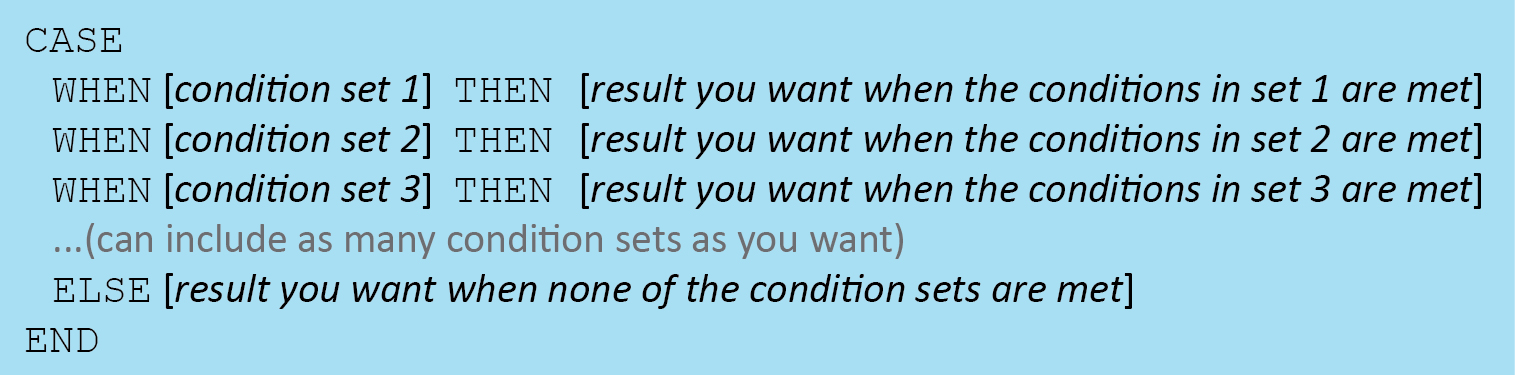 CASE
WHEN [condition set 1] THEN [result you want when the conditions in set 1 are met]
WHEN [condition set 2] THEN [result you want when the conditions in set 2 are met]
WHEN [condition set 3] THEN [result you want when the conditions in set 3 are met]
...(can include as many condition sets as you want)
ELSE [result you want when none of the condition sets are met]
END